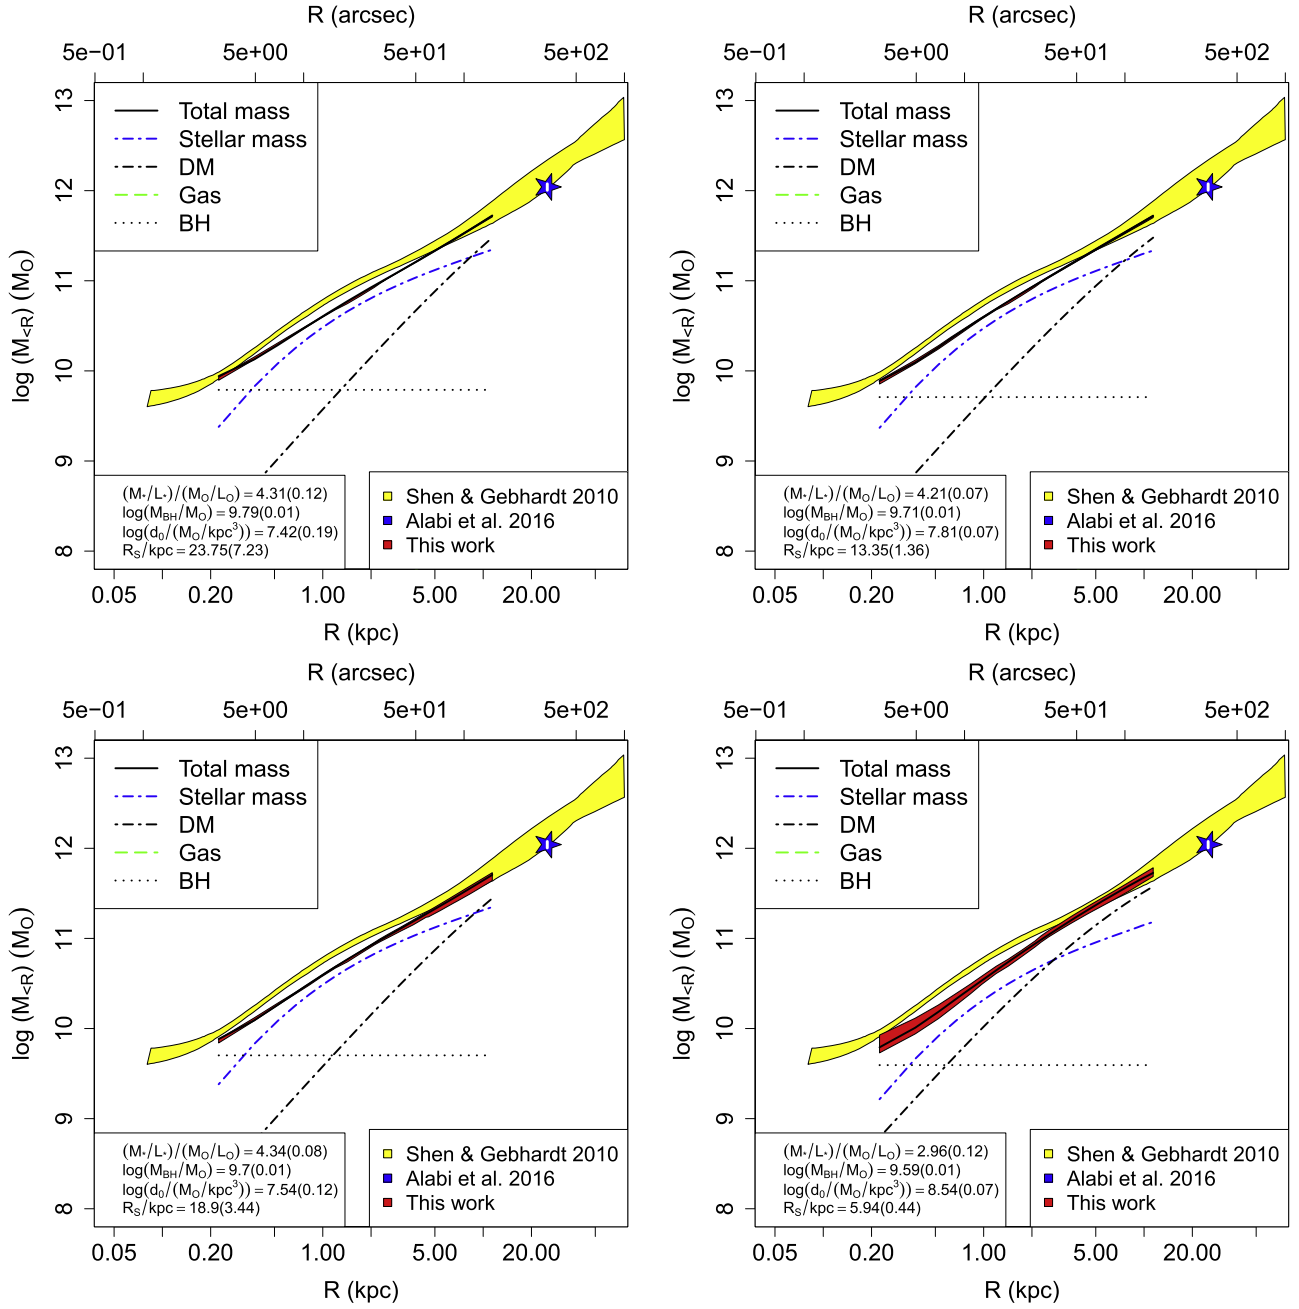 R (arcsec)
5e−01 5e+00 5e+01 5e+02
Total mass
Stellar mass
DM
Gas
BH
log (M<R) (MO)
13
12
11
10
9
8
(M*/L*)/(MO/LO) = 4.31(0.12)
log(MBH/MO) = 9.79(0.01)
log(d0/(MO/kpc3)) = 7.42(0.19)
RS/kpc = 23.75(7.23)
Shen & Gebhardt 2010
Alabi et al. 2016
This work
0.05 0.20 1.00 5.00 20.00
R (kpc)
R (arcsec)
5e−01 5e+00 5e+01 5e+02
Total mass
Stellar mass
DM
Gas
BH
log (M<R) (MO)
13
12
11
10
9
8
(M*/L*)/(MO/LO) = 4.21(0.07)
log(MBH/MO) = 9.71(0.01)
log(d0/(MO/kpc3)) = 7.81(0.07)
RS/kpc = 13.35(1.36)
Shen & Gebhardt 2010
Alabi et al. 2016
This work
0.05 0.20 1.00 5.00 20.00
R (kpc)
R (arcsec)
5e−01 5e+00 5e+01 5e+02
Total mass
Stellar mass
DM
Gas
BH
log (M<R) (MO)
13
12
11
10
9
8
(M*/L*)/(MO/LO) = 4.34(0.08)
log(MBH/MO) = 9.7(0.01)
log(d0/(MO/kpc3)) = 7.54(0.12)
RS/kpc = 18.9(3.44)
Shen & Gebhardt 2010
Alabi et al. 2016
This work
0.05 0.20 1.00 5.00 20.00
R (kpc)
R (arcsec)
5e−01 5e+00 5e+01 5e+02
Total mass
Stellar mass
DM
Gas
BH
log (M<R) (MO)
13
12
11
10
9
8
(M*/L*)/(MO/LO) = 2.96(0.12)
log(MBH/MO) = 9.59(0.01)
log(d0/(MO/kpc3)) = 8.54(0.07)
RS/kpc = 5.94(0.44)
Shen & Gebhardt 2010
Alabi et al. 2016
This work
0.05 0.20 1.00 5.00 20.00
R (kpc)